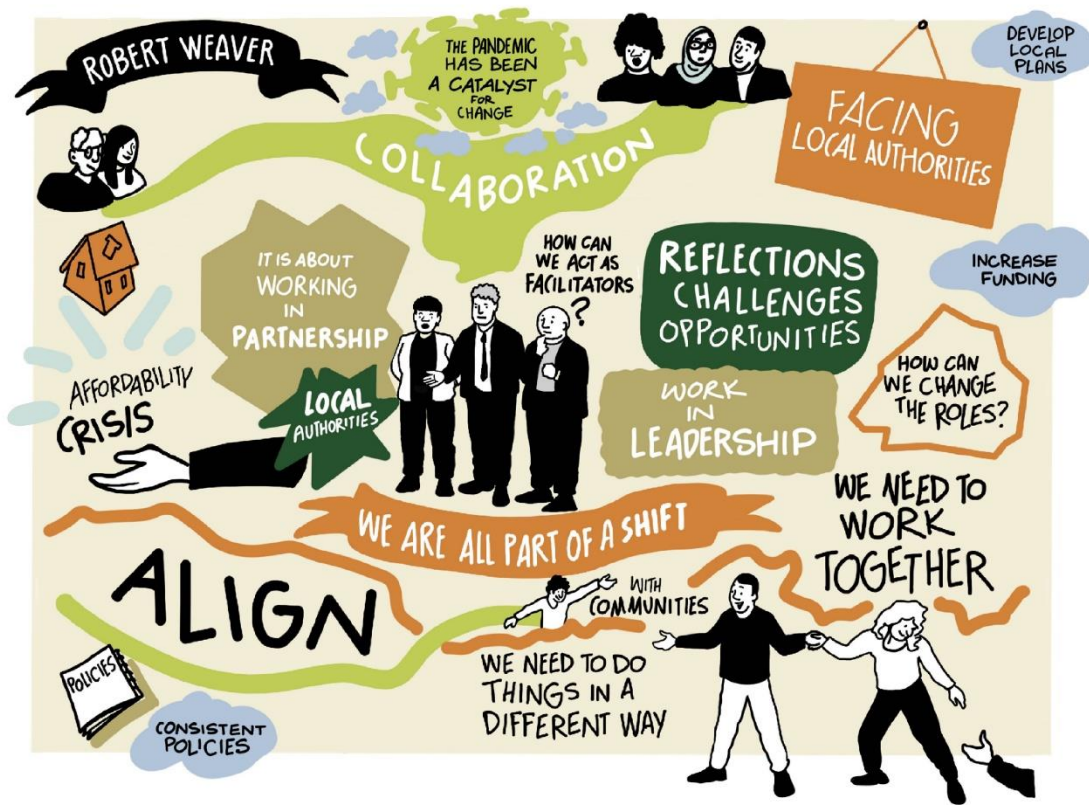 ROBERT WEAVER
THE PANDEMIC
HAS BEEN
A CATALYST
FOR
CHANGE
COLLABORATION
FACING
LOCAL AUTHORITIES
DEVELOP
LOCAL
PLANS
IT IS ABOUT
WORKING
IN
PARTNERSHIP
LOCAL
AUTHORITIES
HOW CAN
WE ACT AS
FACILITATORS
?
REFLECTIONS
CHALLENGES
OPPORTUNITIES
INCREASE
FUNDING
AFFORDABILITY
CRISIS
WORK
IN
LEADERSHIP
HOW CAN
WE CHANGE
THE ROLES?
WE ARE ALL PART OF A SHIFT
WE NEED TO
WORK
TOGETHER
ALIGN
WITH
COMMUNITIES
POLICIES
CONSISTENT
POLICIES
WE NEED TO DO
THINGS IN A
DIFFERENT WAY